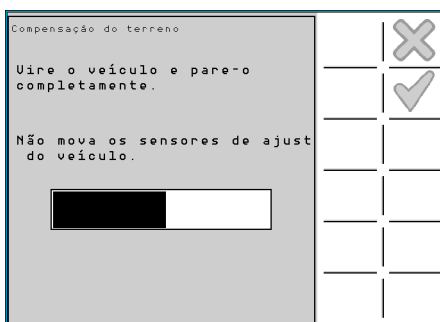 Compensação do terreno
Vire o veículo e pare-o
completamente.
Não mova os sensores de ajust
do veículo.